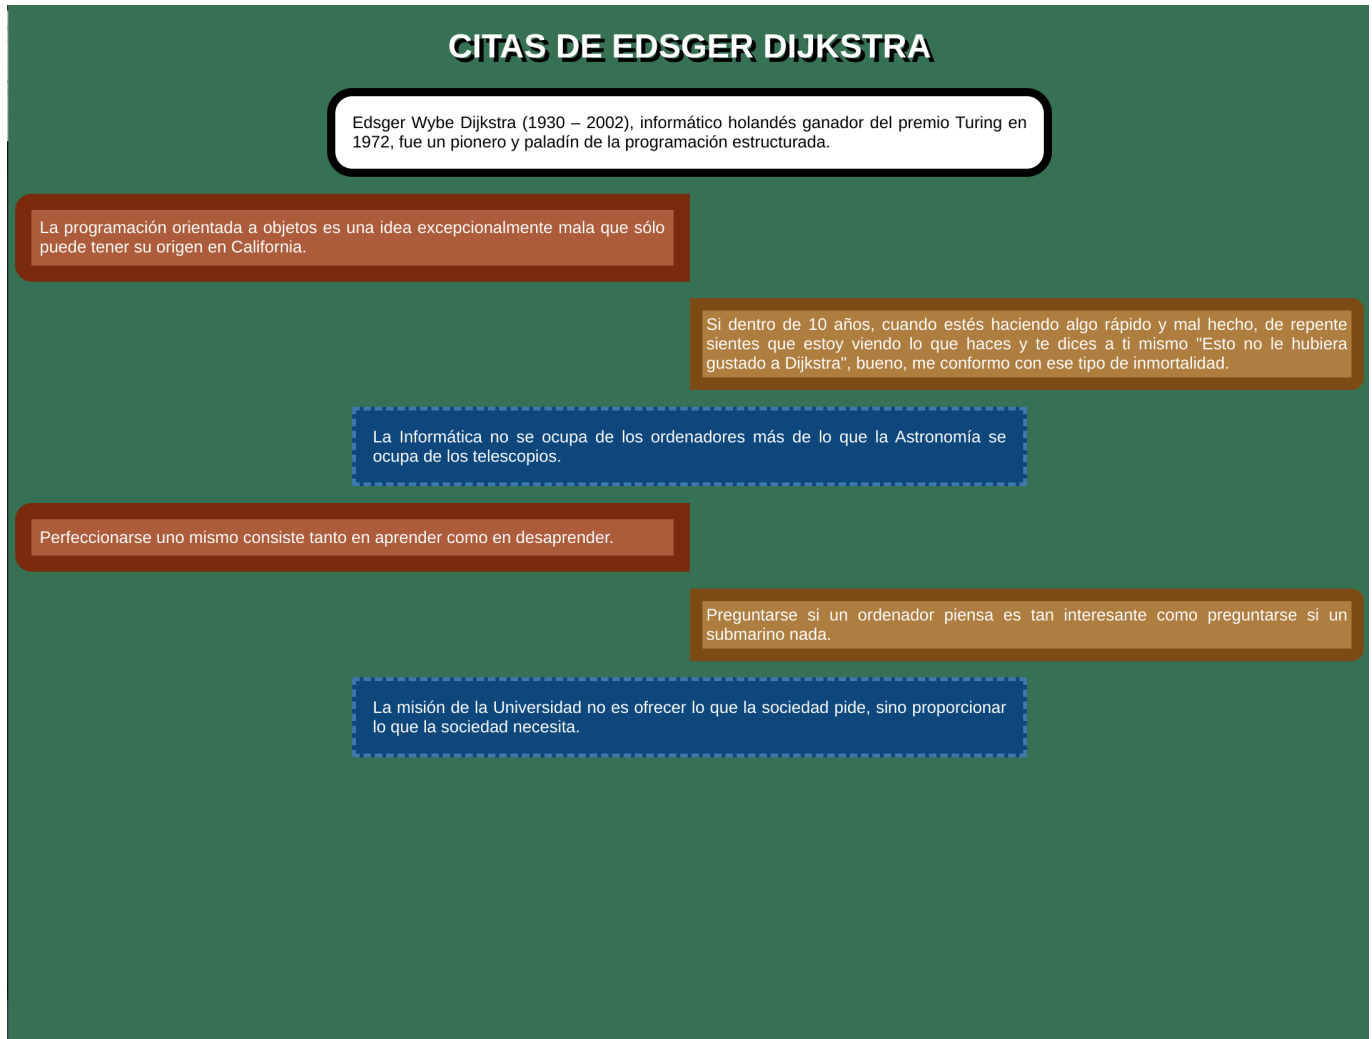 CITAS DE EDSGER DIJKSTRA
Edsger Wybe Dijkstra (1930 – 2002), informático holandés ganador del premio Turing en
1972, fue un pionero y paladín de la programación estructurada.
La programación orientada a objetos es una idea excepcionalmente mala que sólo
puede tener su origen en California.
Si dentro de 10 años, cuando estés haciendo algo rápido y mal hecho, de repente
sientes que estoy viendo lo que haces y te dices a ti mismo "Esto no le hubiera
gustado a Dijkstra", bueno, me conformo con ese tipo de inmortalidad.
La Informática no se ocupa de los ordenadores más de lo que la Astronomía se
ocupa de los telescopios.
Perfeccionarse uno mismo consiste tanto en aprender como en desaprender.
Preguntarse si un ordenador piensa es tan interesante como preguntarse si un
submarino nada.
La misión de la Universidad no es ofrecer lo que la sociedad pide, sino proporcionar
lo que la sociedad necesita.